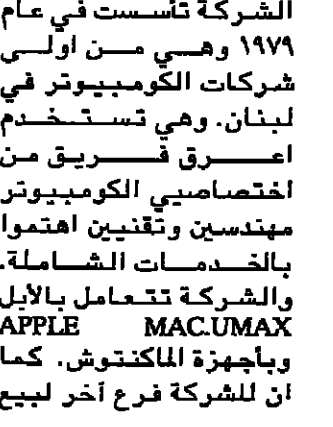 الشركة تأسست في عام
١٩٧٩ وهي من اولى
شركات الكومبيوتر في
لبنان. وهي تستخدم
اعرق فريق من
اختصاصيي الكومبيوتر
مهندسين وتقنيين اهتموا
بالخدمات الشاملة.
والشركة تتعامل بالأبل
APPLE MAC.UMAX
وبأجهزة الماكنتوش. كما
ان للشركة فرع آخر لبيع